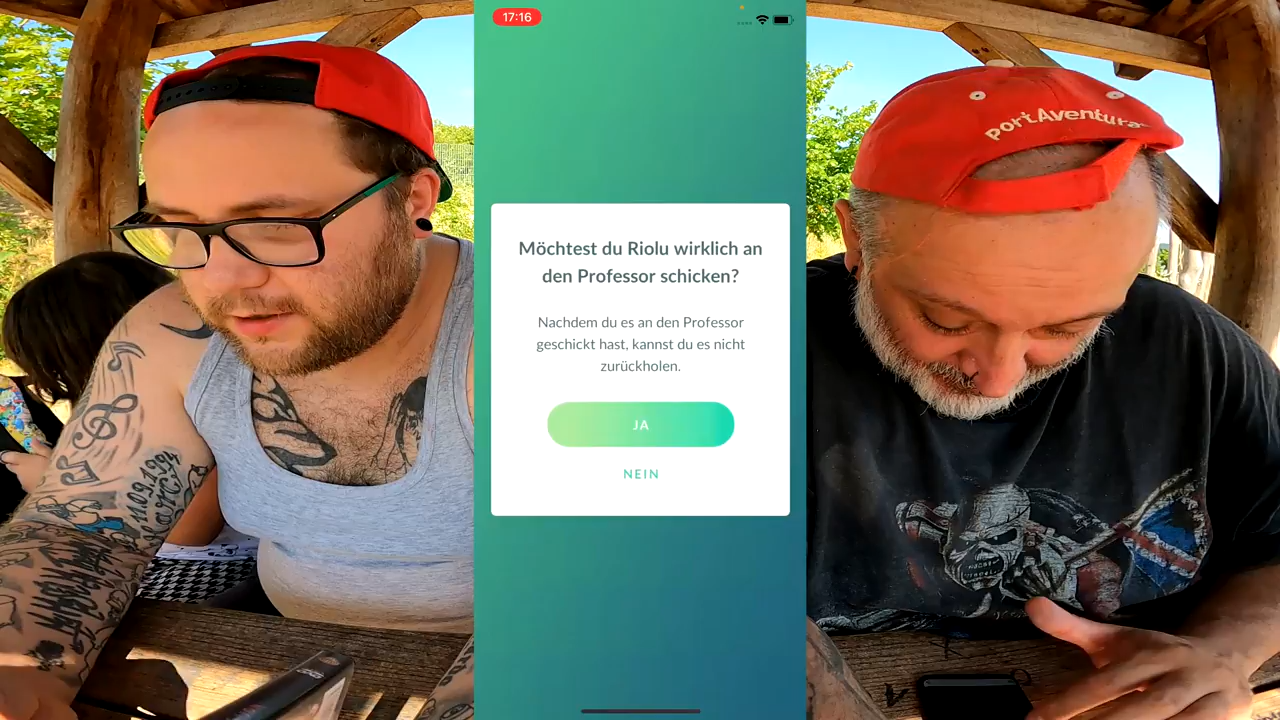 17:16
Möchtest du Riolu wirklich an
den Professor schicken?
Nachdem du es an den Professor
geschickt hast, kannst du es nicht
zurückholen.
JA
NEIN
portAventura